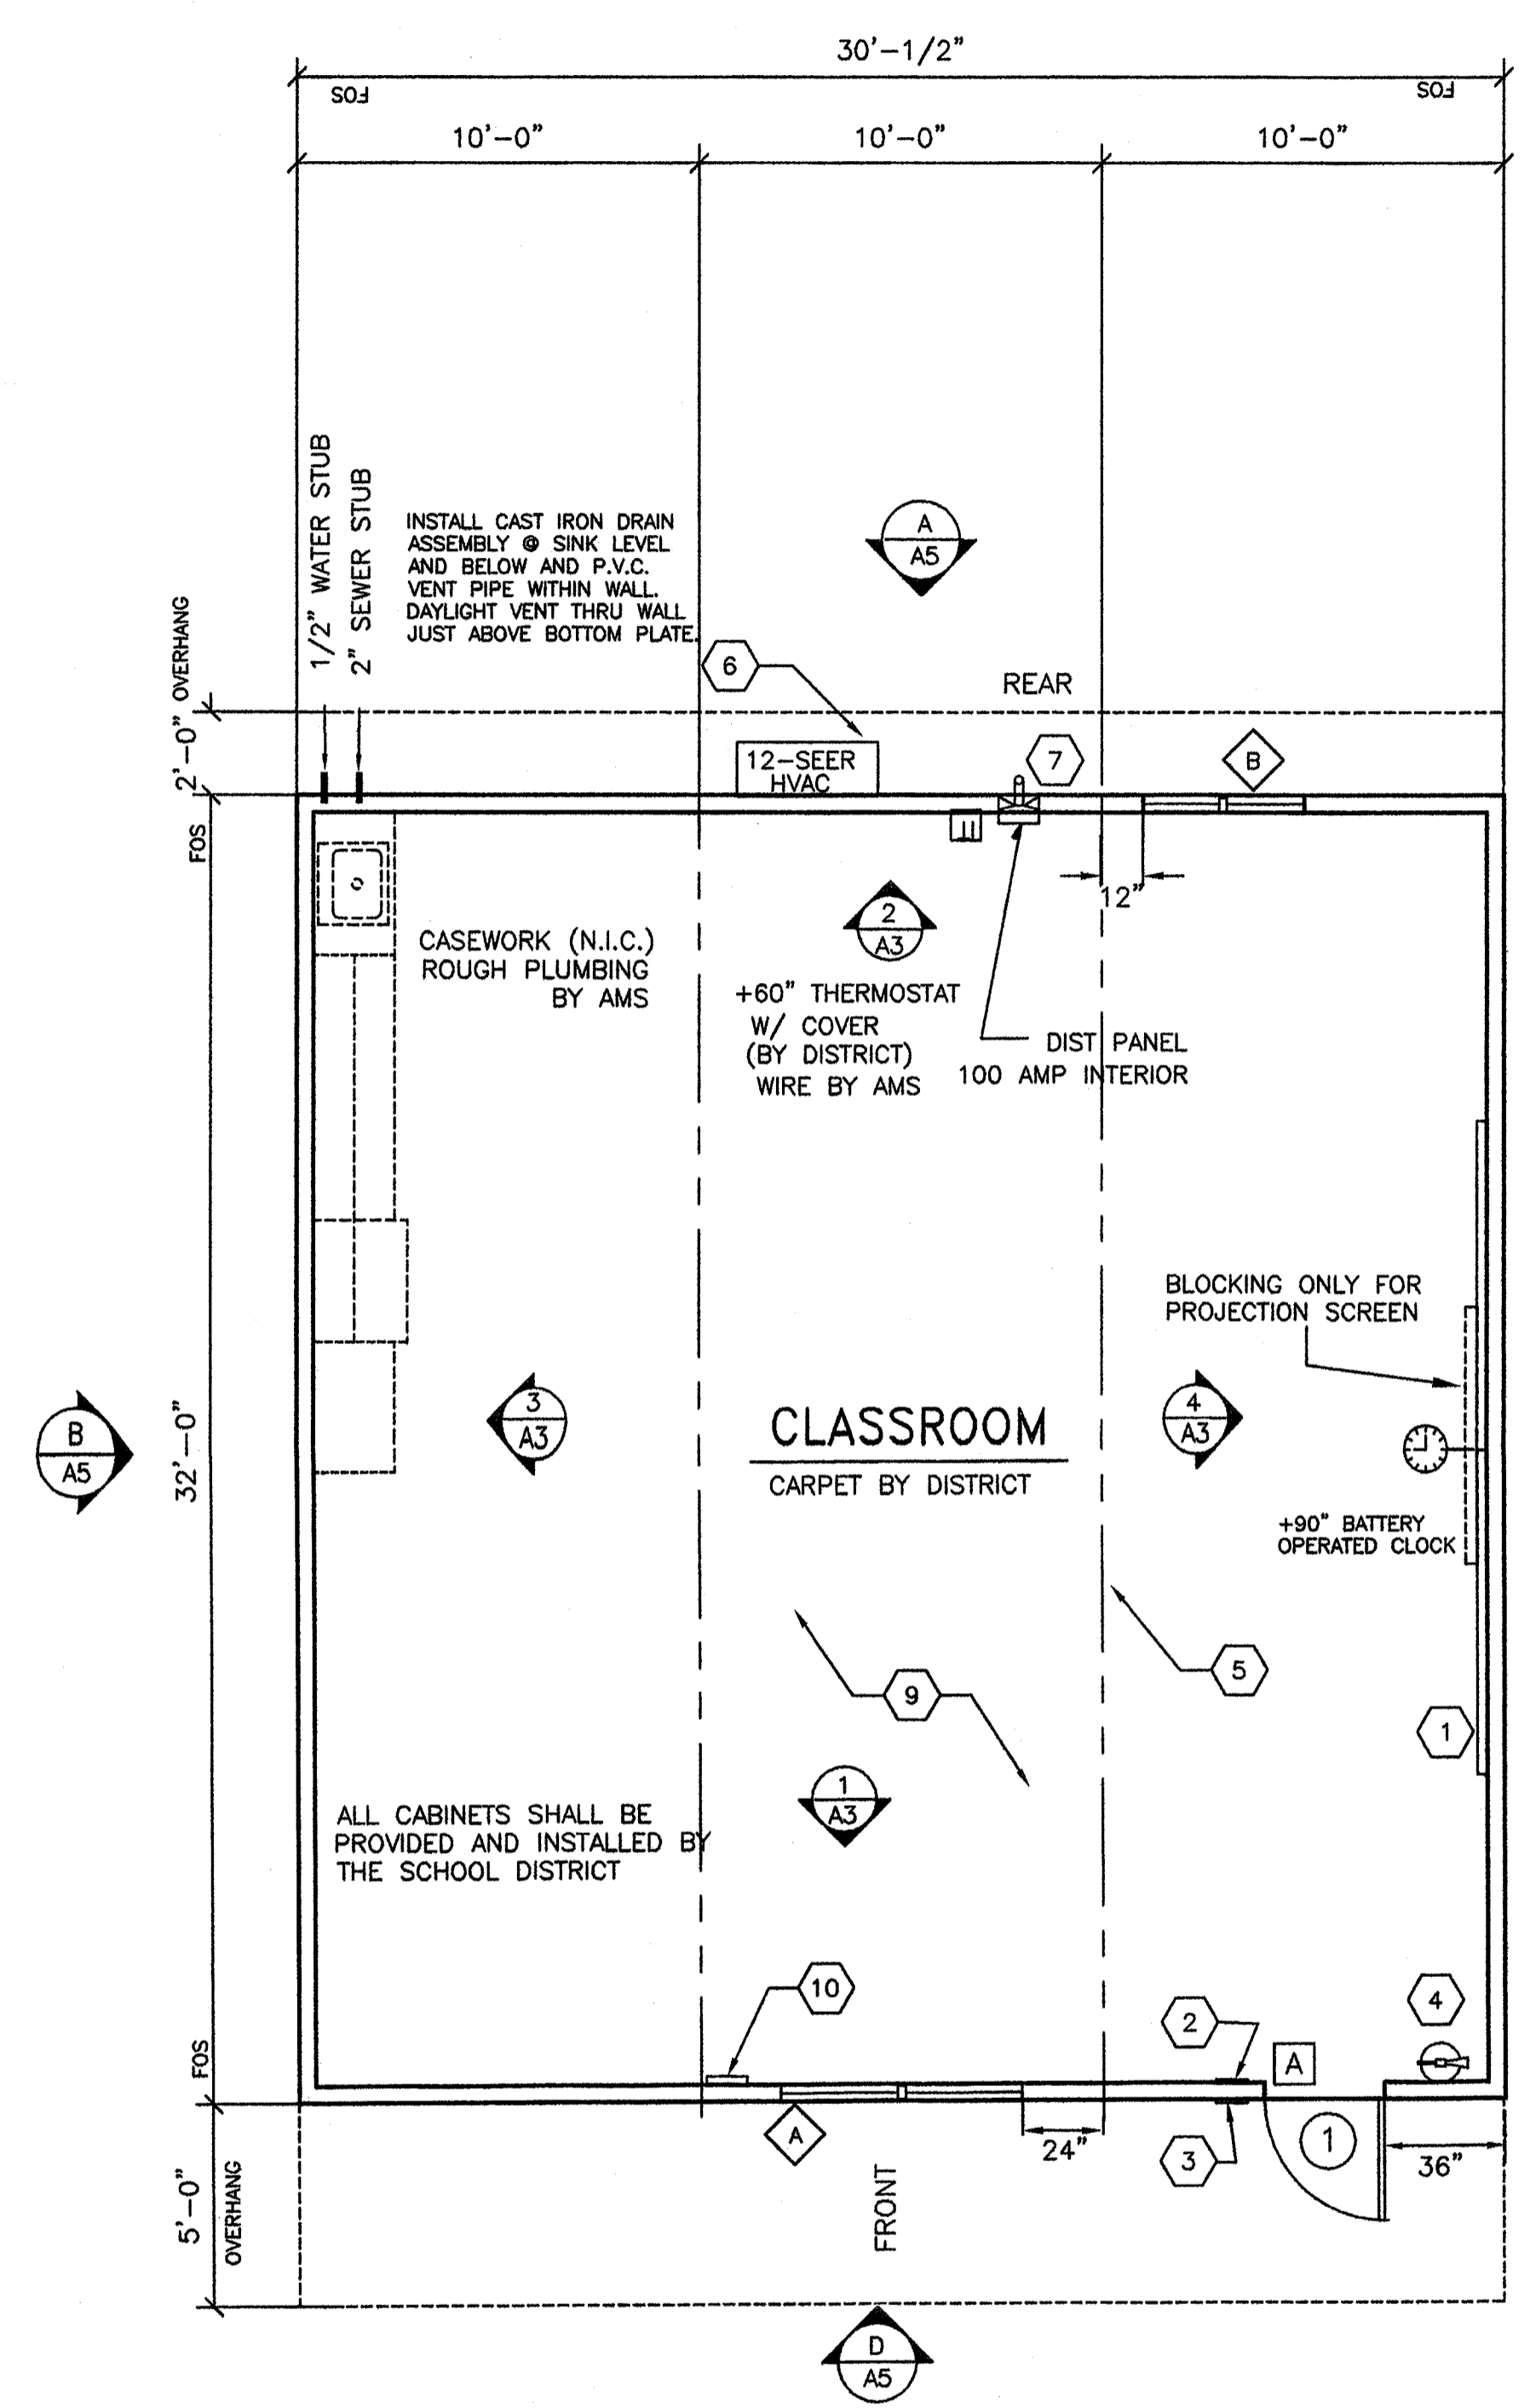 30'-1/2"
FOS
FOS
10'-0"
10'-0"
10'-0"
1/2" WATER STUB
2" SEWER STUB
INSTALL CAST IRON DRAIN
ASSEMBLY @ SINK LEVEL
AND BELOW AND P.V.C.
VENT PIPE WITHIN WALL.
DAYLIGHT VENT THRU WALL
JUST ABOVE BOTTOM PLATE.
A
A5
2'-0" OVERHANG
6
REAR
12-SEER
HVAC
7
B
FOS
12"
2
A3
CASEWORK (N.I.C.)
ROUGH PLUMBING
BY AMS
+60" THERMOSTAT
W/ COVER
(BY DISTRICT)
WIRE BY AMS
DIST PANEL
100 AMP INTERIOR
BLOCKING ONLY FOR
PROJECTION SCREEN
B
A5
32'-0"
3
A3
CLASSROOM
CARPET BY DISTRICT
4
A3
+90" BATTERY
OPERATED CLOCK
5
9
1
1
A3
ALL CABINETS SHALL BE
PROVIDED AND INSTALLED BY
THE SCHOOL DISTRICT
10
2
A
4
FOS
A
24"
3
1
36"
5'-0"
OVERHANG
FRONT
D
A5